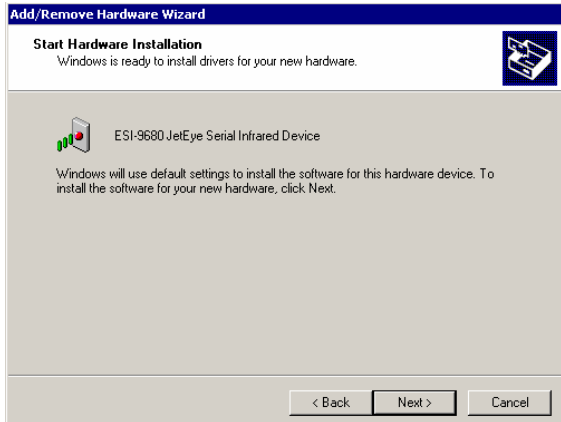 Add/Remove Hardware Wizard
Start Hardware Installation
Windows is ready to install drivers for your new hardware.
ESI-9680 JetEye Serial Infrared Device
Windows will use default settings to install the software for this hardware device. To
install the software for your new hardware, click Next.
< Back
Next >
Cancel